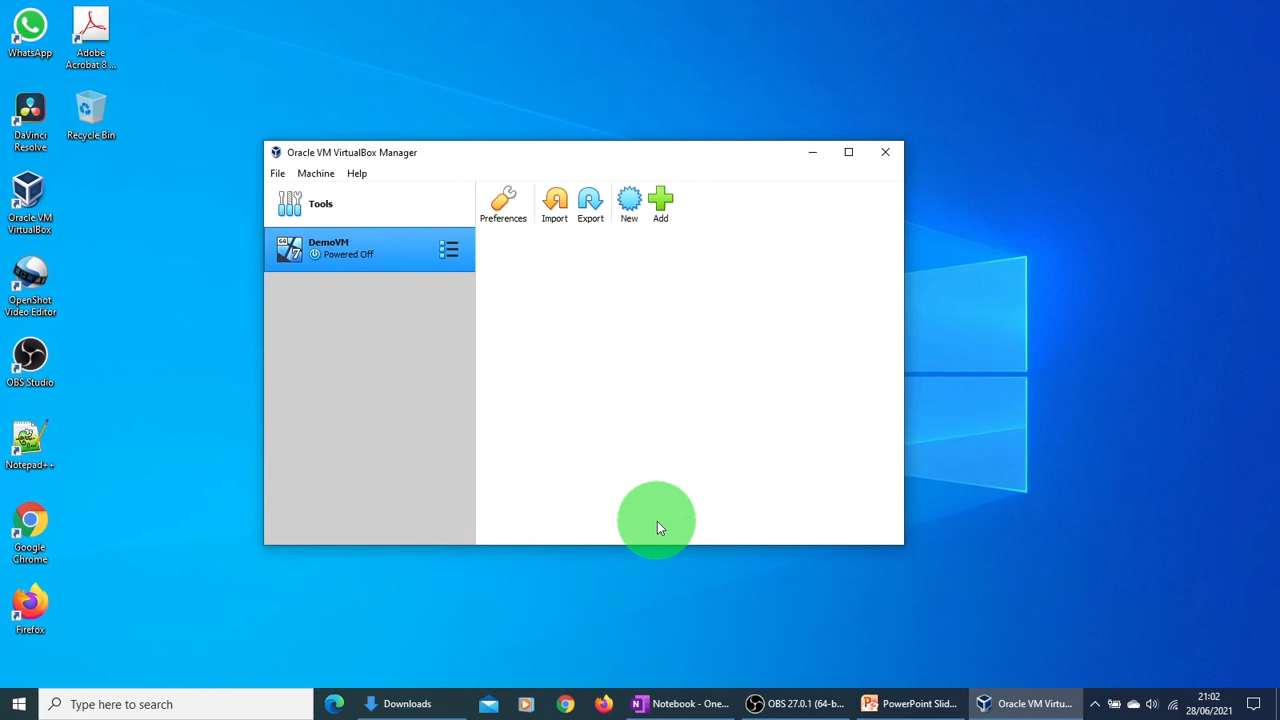 WhatsApp
Adobe
Acrobat 8 ...
DaVinci
Resolve
Recycle Bin
Oracle VM
VirtualBox
OpenShot
Video Editor
OBS Studio
Notepad++
Google
Chrome
Firefox
Oracle VM VirtualBox Manager
File Machine Help
Tools
Preferences Import Export New Add
64
7
DemoVM
Powered Off
Type here to search
Downloads
Notebook - One...
OBS 27.0.1 (64-b...
PowerPoint Slid...
Oracle VM Virtu...
21:02
28/06/2021